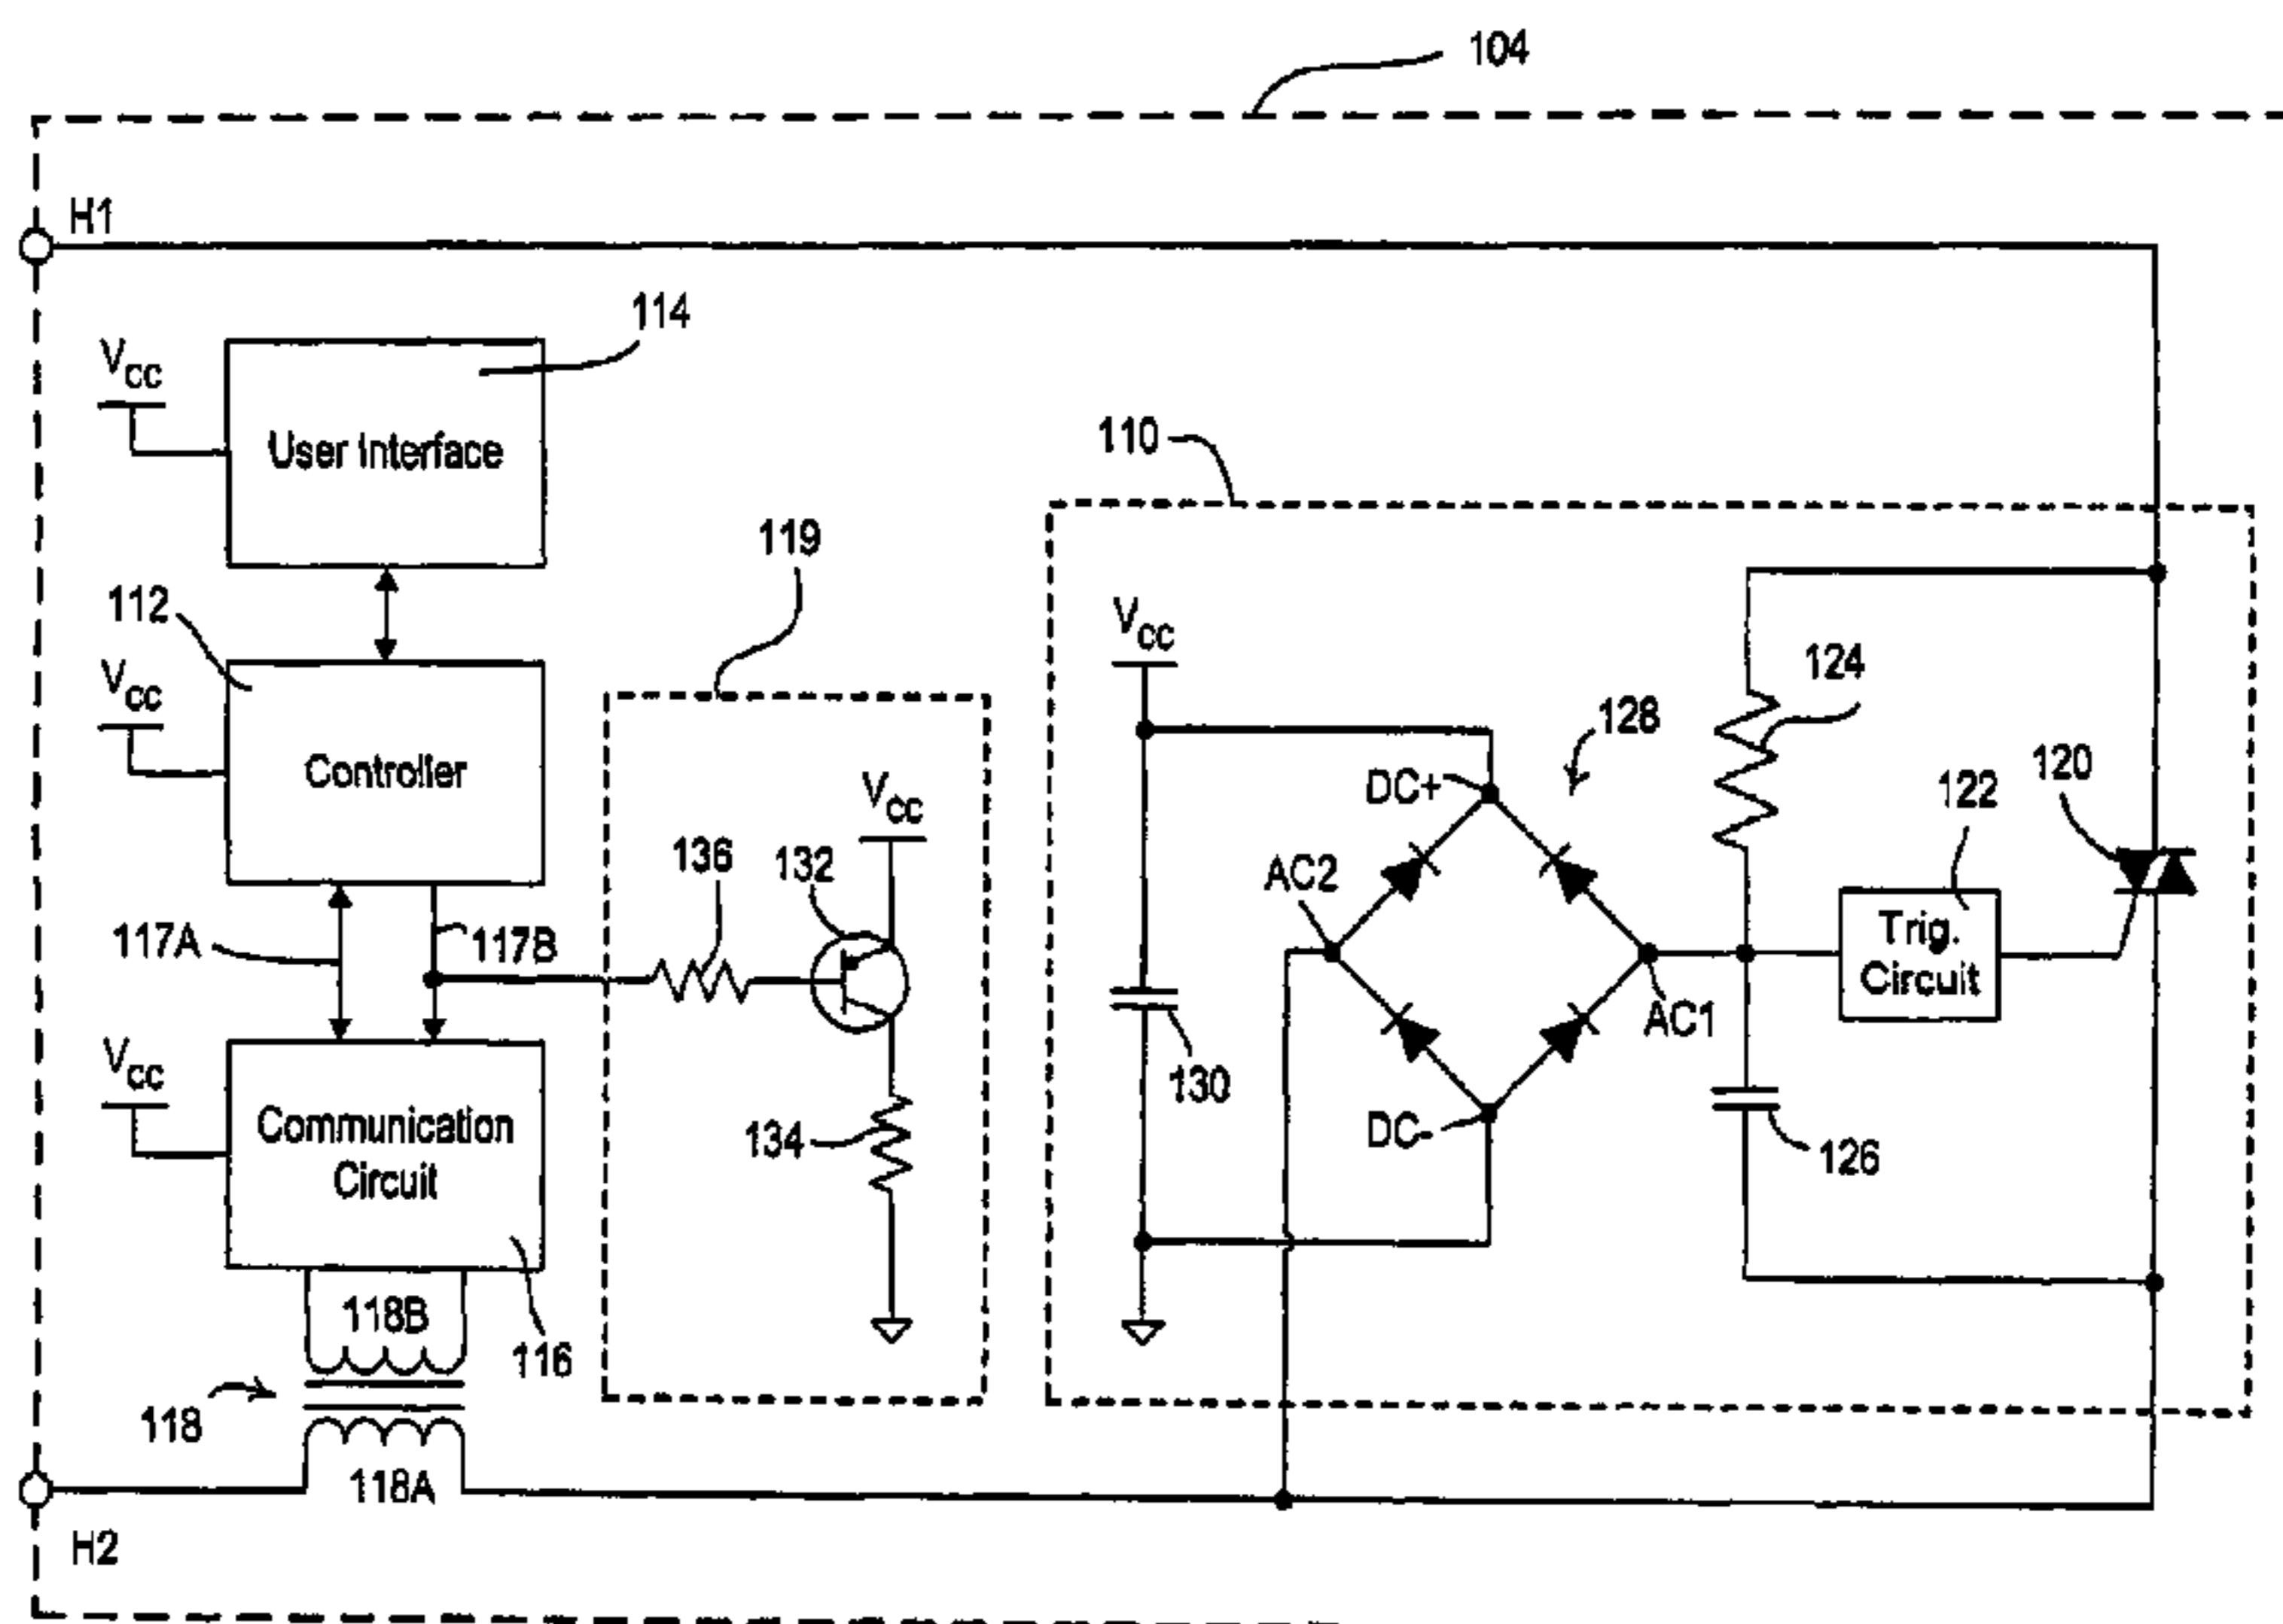 104
H1
114
VCC
User Interface
110
119
112
VCC
Controller
VCC
124
128
DC+
120
122
VCC
136
132
AC2
Trig.
Circuit
117A
117B
AC1
VCC
130
Communication
Circuit
134
DC-
126
118B
116
118
118A
H2